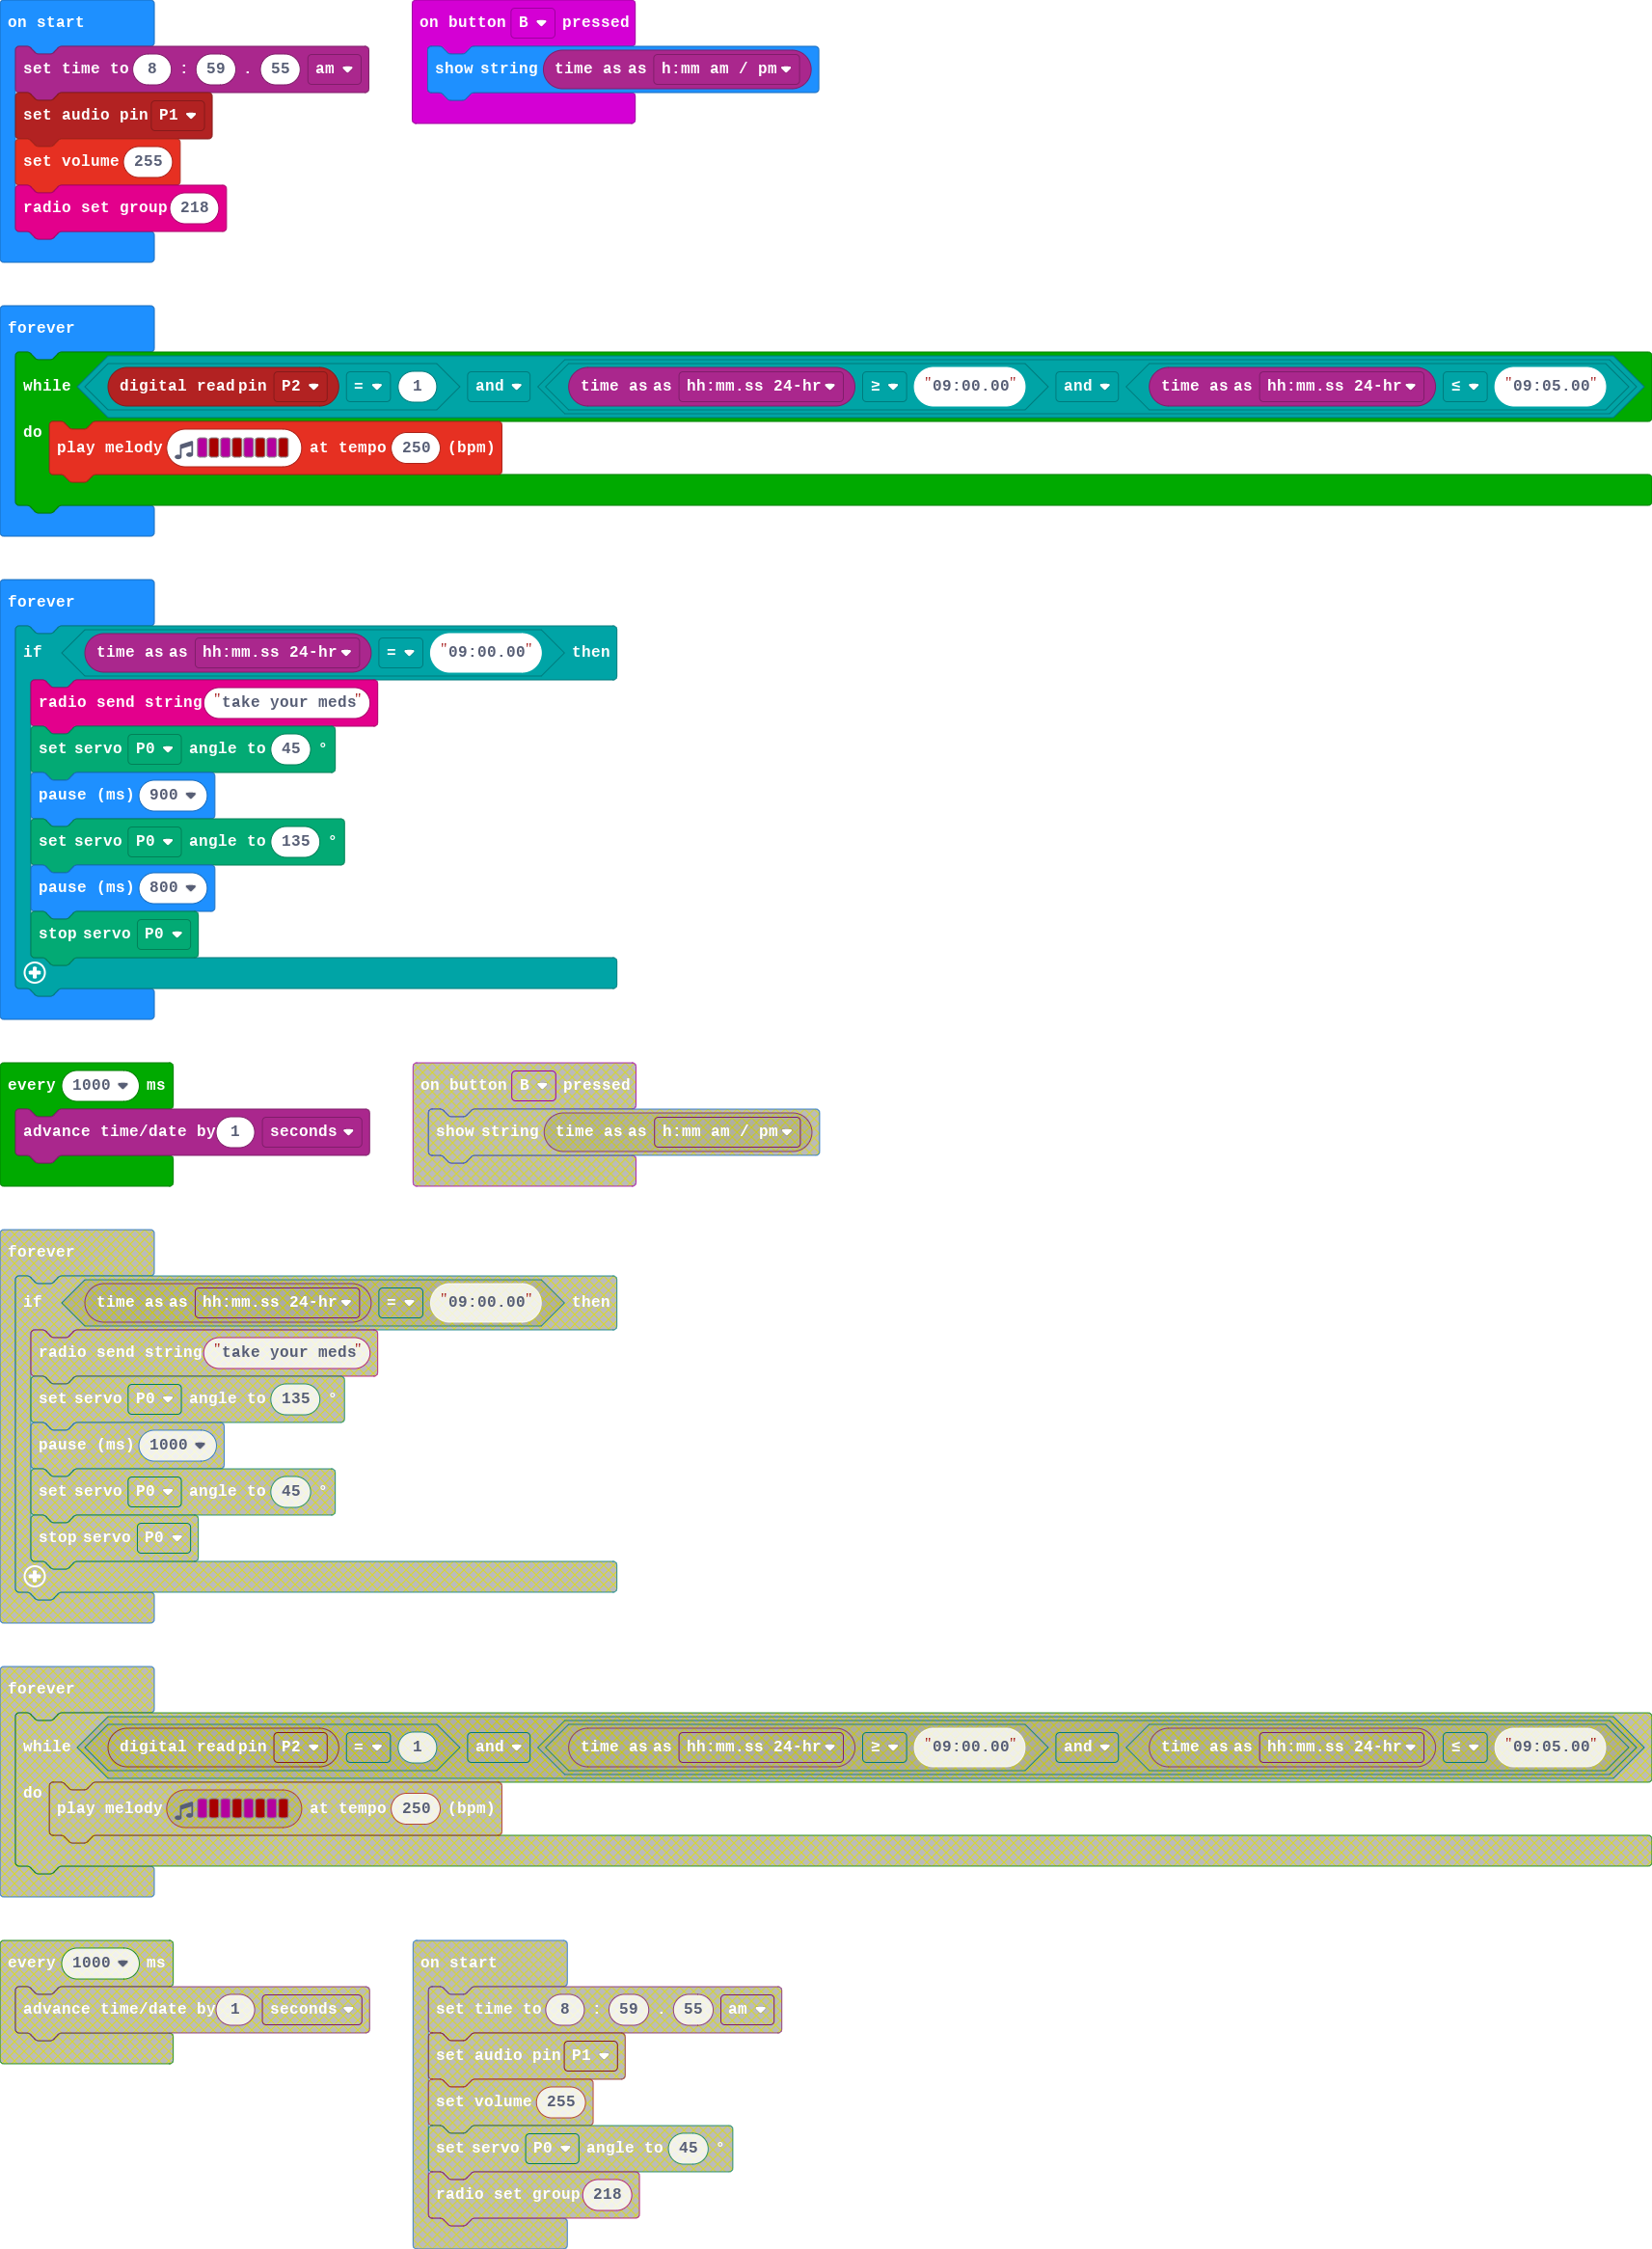 on start
set time to 8 : 59 . 55 am
set audio pin P1
set volume 255
radio set group 218
on button B pressed
show string time as as h:mm am / pm
forever
while digital read pin P2 = 1 and time as as hh:mm.ss 24-hr ≥ "09:00.00" and time as as hh:mm.ss 24-hr ≤ "09:05.00"
do
play melody at tempo 250 (bpm)
forever
if time as as hh:mm.ss 24-hr = "09:00.00" then
radio send string "take your meds"
set servo P0 angle to 45 °
pause (ms) 900
set servo P0 angle to 135 °
pause (ms) 800
stop servo P0
every 1000 ms
advance time/date by 1 seconds
on button B pressed
show string time as as h:mm am / pm
forever
if time as as hh:mm.ss 24-hr = "09:00.00" then
radio send string "take your meds"
set servo P0 angle to 135 °
pause (ms) 1000
set servo P0 angle to 45 °
stop servo P0
forever
while digital read pin P2 = 1 and time as as hh:mm.ss 24-hr ≥ "09:00.00" and time as as hh:mm.ss 24-hr ≤ "09:05.00"
do
play melody at tempo 250 (bpm)
every 1000 ms
advance time/date by 1 seconds
on start
set time to 8 : 59 . 55 am
set audio pin P1
set volume 255
set servo P0 angle to 45 °
radio set group 218